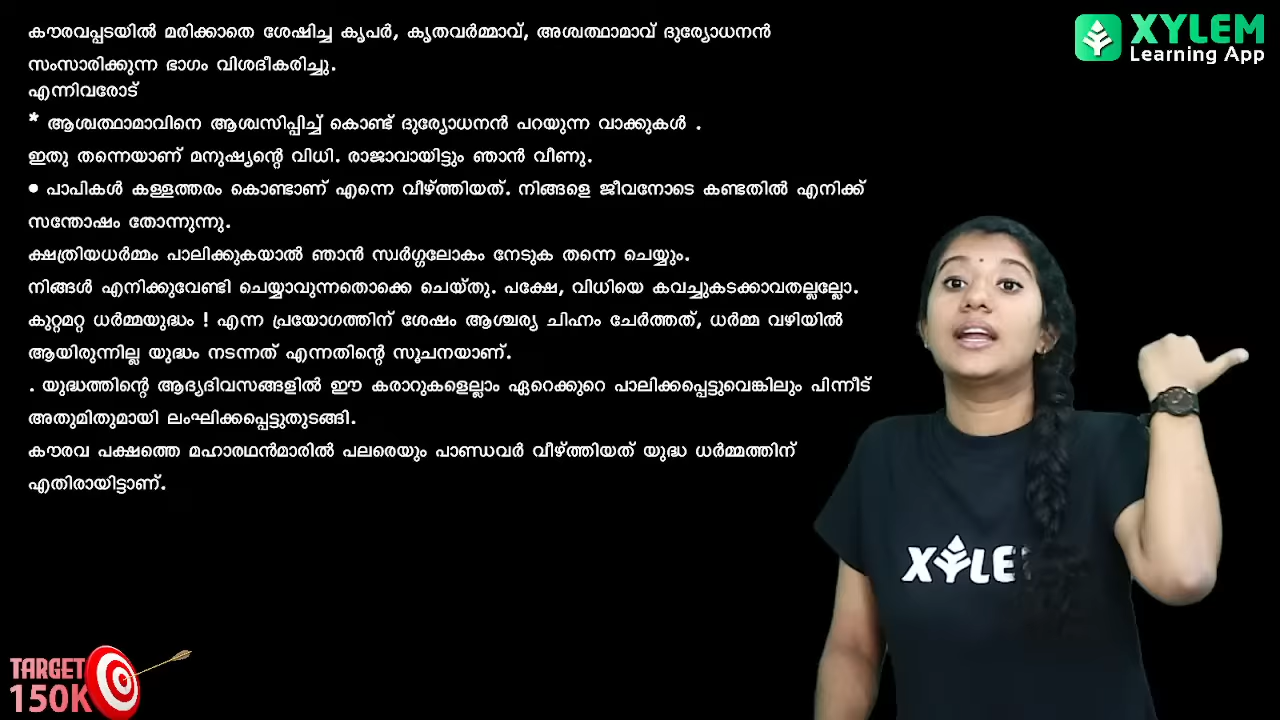 കൗരവപ്പടയിൽ മരിക്കാതെ ശേഷിച്ച കൃപർ, കൃതവർമ്മാവ്, അശ്വത്ഥാമാവ് ദുര്യോധനൻ
സംസാരിക്കുന്ന ഭാഗം വിശദീകരിച്ചു.
എന്നിവരോട്
* ആശ്വത്ഥാമാവിനെ ആശ്വസിപ്പിച്ച് കൊണ്ട് ദുര്യോധനൻ പറയുന്ന വാക്കുകൾ .
ഇതു തന്നെയാണ് മനുഷ്യന്റെ വിധി. രാജാവായിട്ടും ഞാൻ വീണു.
• പാപികൾ കള്ളത്തരം കൊണ്ടാണ് എന്നെ വീഴ്ത്തിയത്. നിങ്ങളെ ജീവനോടെ കണ്ടതിൽ എനിക്ക്
സന്തോഷം തോന്നുന്നു.
ക്ഷത്രിയധർമ്മം പാലിക്കുകയാൽ ഞാൻ സ്വർഗ്ഗലോകം നേടുക തന്നെ ചെയ്യും.
നിങ്ങൾ എനിക്കുവേണ്ടി ചെയ്യാവുന്നതൊക്കെ ചെയ്തു. പക്ഷേ, വിധിയെ കവച്ചുകടക്കാവതല്ലല്ലോ.
കുറ്റമറ്റ ധർമ്മയുദ്ധം ! എന്ന പ്രയോഗത്തിന് ശേഷം ആശ്ചര്യ ചിഹ്നം ചേർത്തത്, ധർമ്മ വഴിയിൽ
ആയിരുന്നില്ല യുദ്ധം നടന്നത് എന്നതിന്റെ സൂചനയാണ്.
. യുദ്ധത്തിന്റെ ആദ്യദിവസങ്ങളിൽ ഈ കരാറുകളെല്ലാം ഏറെക്കുറെ പാലിക്കപ്പെട്ടുവെങ്കിലും പിന്നീട്
അതുമിതുമായി ലംഘിക്കപ്പെട്ടുതുടങ്ങി.
കൗരവ പക്ഷത്തെ മഹാരഥൻമാരിൽ പലരെയും പാണ്ഡവർ വീഴ്ത്തിയത് യുദ്ധ ധർമ്മത്തിന്
എതിരായിട്ടാണ്.
XYLEM
Learning App
XYLE
TARGET
150K